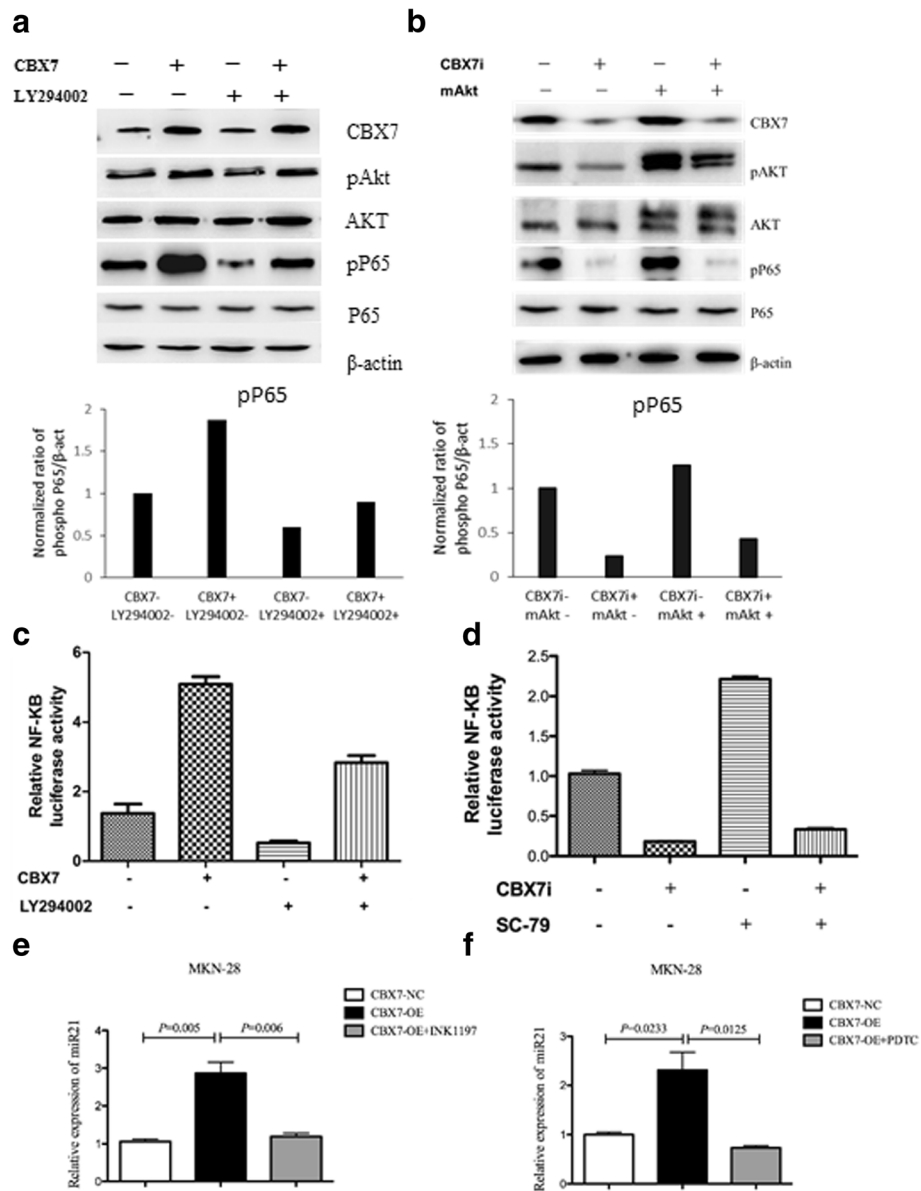 a
CBX7 − + − +
LY294002 − − + +
CBX7
pAkt
AKT
pP65
P65
β-actin
pP65
Normalized ratio of
phospho P65/β-act
2
1.5
1
0.5
0
CBX7-
LY294002-
CBX7+
LY294002-
CBX7-
LY294002+
CBX7+
LY294002+
b
CBX7i − + − +
mAkt − − + +
CBX7
pAKT
AKT
pP65
P65
β-actin
pP65
Normalized ratio of
phospho P65/β-act
2
1.5
1
0.5
0
CBX7i-
mAkt -
CBX7i+
mAkt -
CBX7i-
mAkt +
CBX7i+
mAkt +
c
Relative NF-KB
luciferase activity
6
4
2
0
CBX7 - + - +
LY294002 - - + +
d
Relative NF-KB
luciferase activity
2.5
2.0
1.5
1.0
0.5
0.0
CBX7i - + - +
SC-79 - - + +
e
MKN-28
CBX7-NC
CBX7-OE
CBX7-OE+INK1197
P=0.005
P=0.006
Relative expression of miR21
4
3
2
1
0
f
MKN-28
CBX7-NC
CBX7-OE
CBX7-OE+PDTC
P=0.0233
P=0.0125
Relative expression of miR21
3
2
1
0